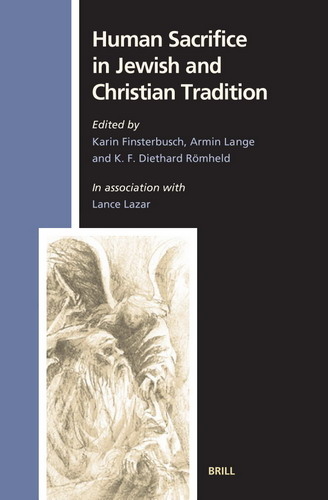 Human Sacrifice
in Jewish and
Christian Tradition
Edited by
Karin Finsterbusch, Armin Lange
and K. F. Diethard Römheld
In association with
Lance Lazar
BRILL